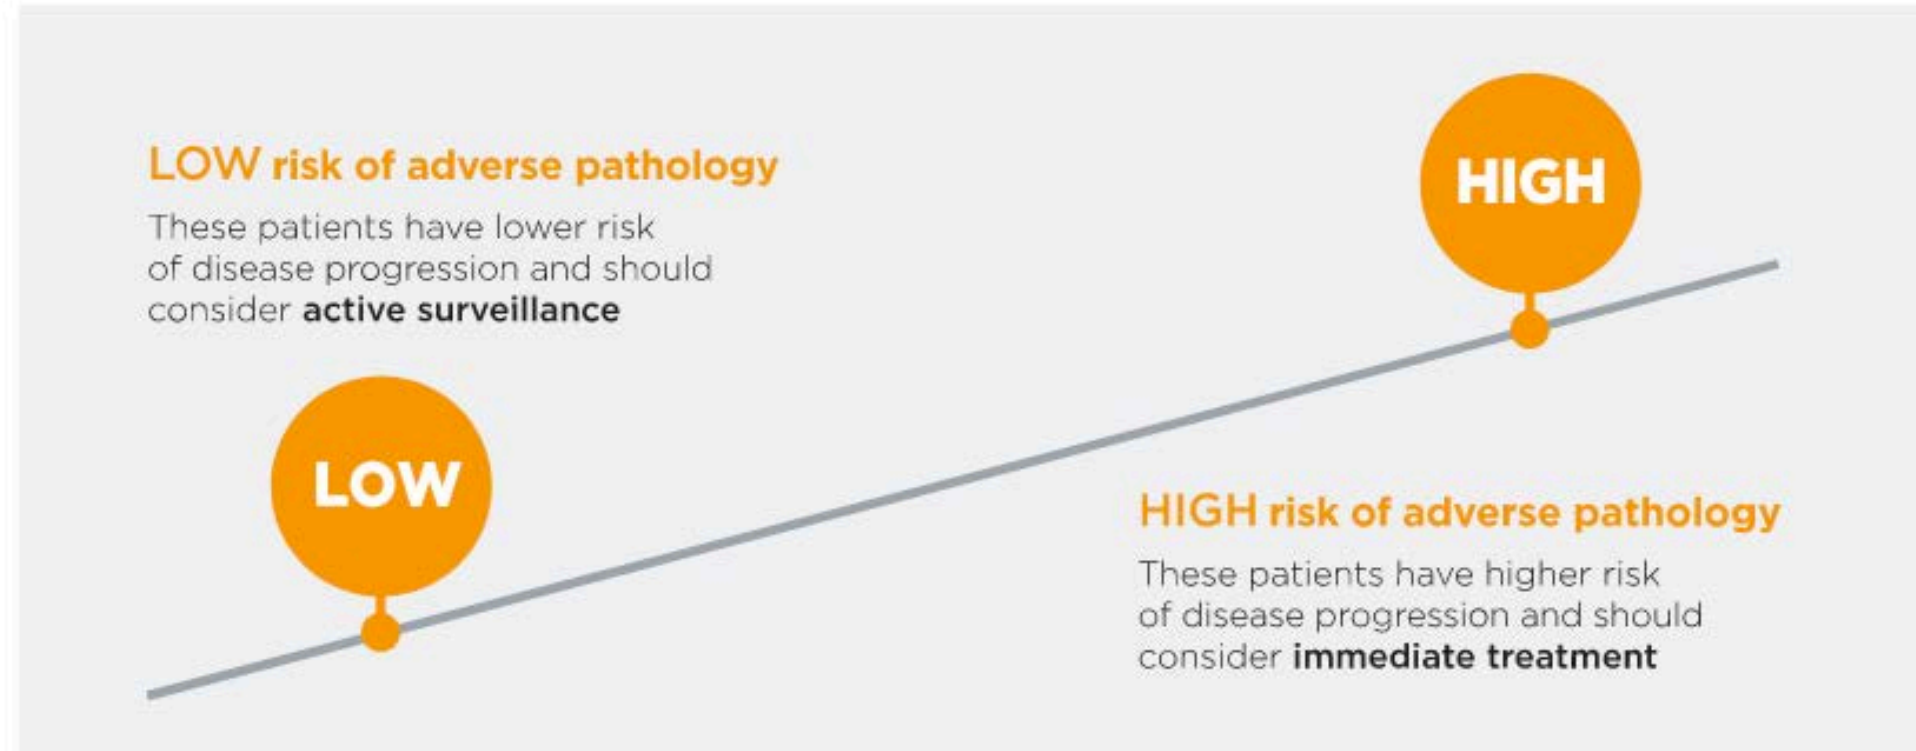 LOW risk of adverse pathology
These patients have lower risk
of disease progression and should
consider active surveillance
LOW
HIGH
HIGH risk of adverse pathology
These patients have higher risk
of disease progression and should
consider immediate treatment